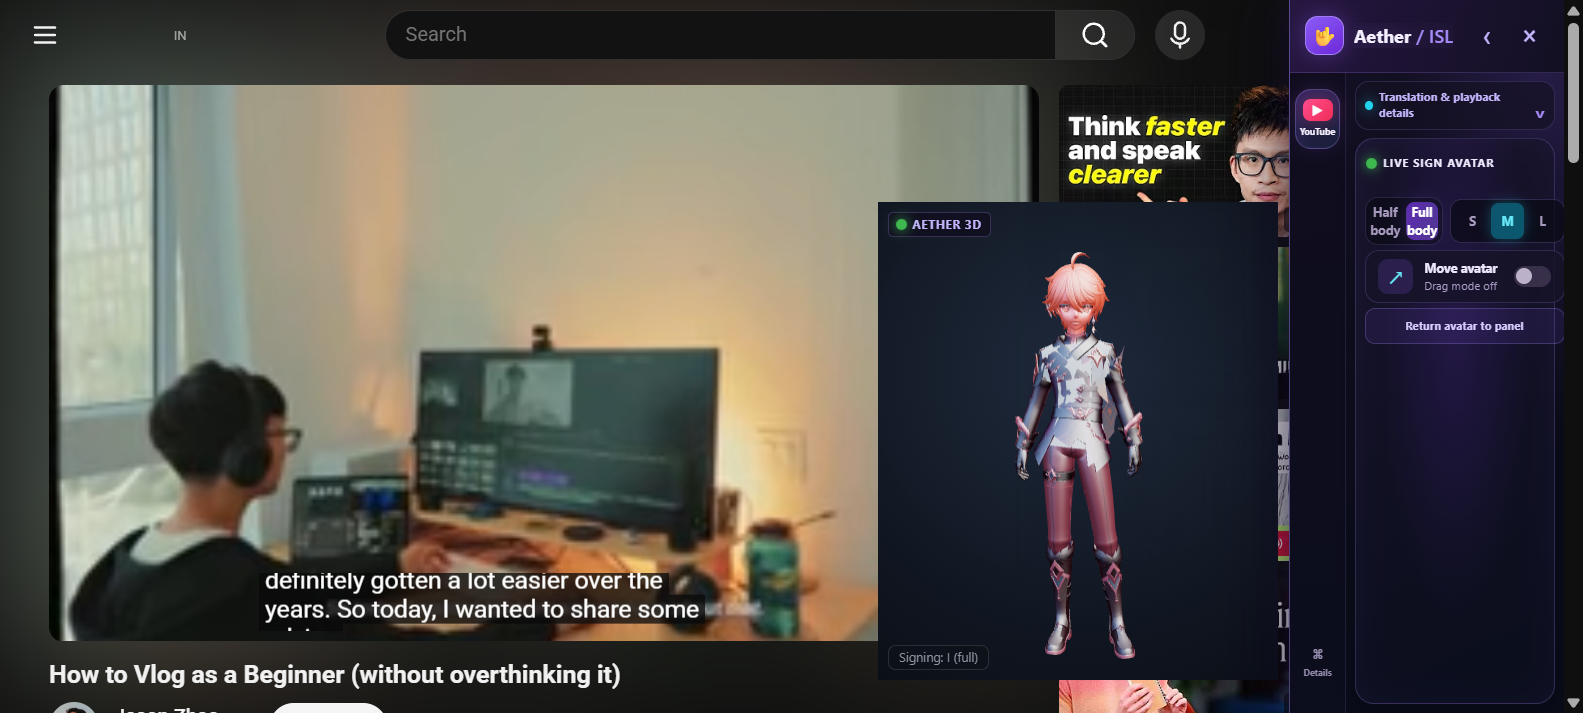 IN
Search
Aether / ISL
Think faster
and speak
clearer
YouTube
Translation & playback
details
LIVE SIGN AVATAR
Half
body
Full
body
S
M
L
Move avatar
Drag mode off
Return avatar to panel
AETHER 3D
Signing: I (full)
definitely gotten a lot easier over the
years. So today, I wanted to share some
How to Vlog as a Beginner (without overthinking it)
Details